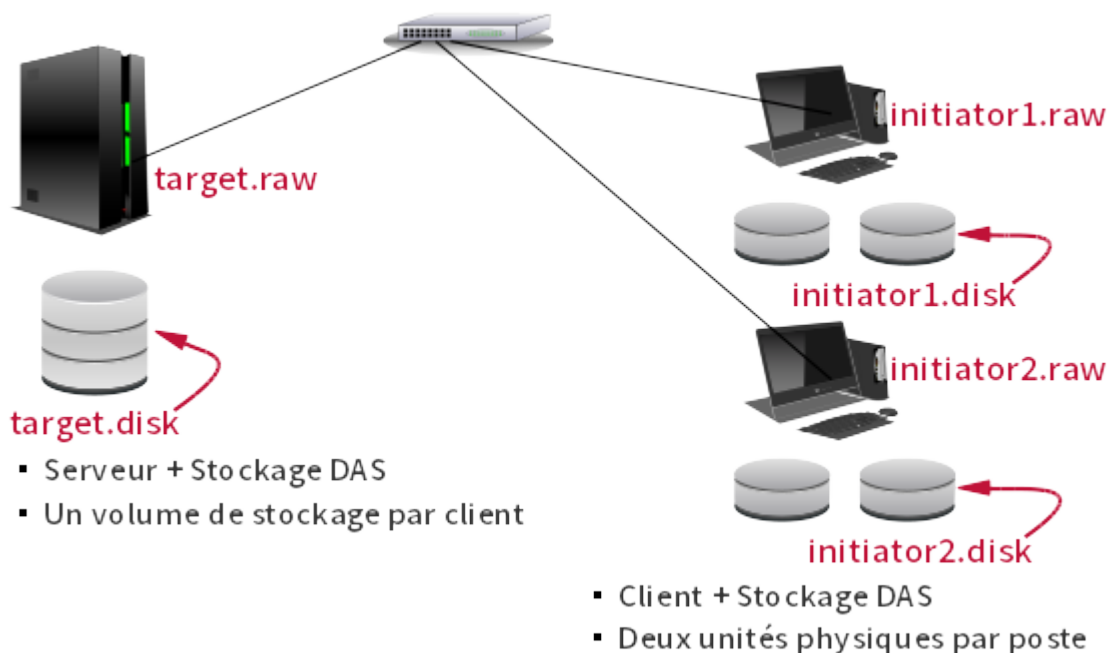 target.raw
target.disk
▪ Serveur + Stockage DAS
▪ Un volume de stockage par client
initiator1.raw
initiator1.disk
initiator2.raw
initiator2.disk
▪ Client + Stockage DAS
▪ Deux unités physiques par poste